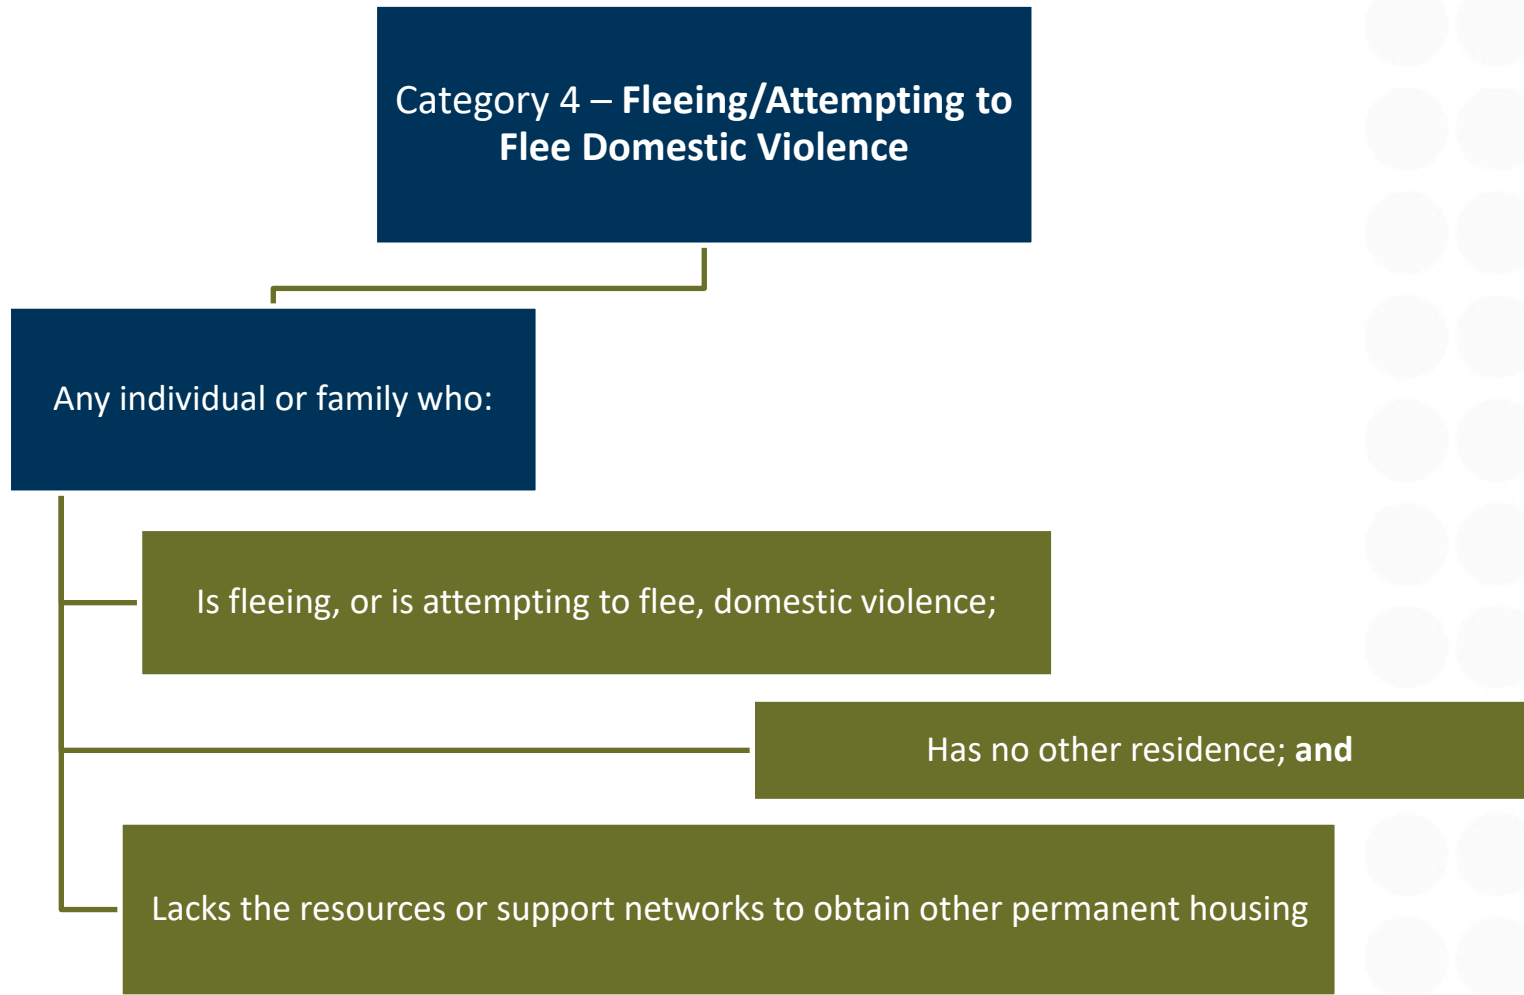 Category 4 – Fleeing/Attempting to
Flee Domestic Violence
Any individual or family who:
Is fleeing, or is attempting to flee, domestic violence;
Has no other residence; and
Lacks the resources or support networks to obtain other permanent housing